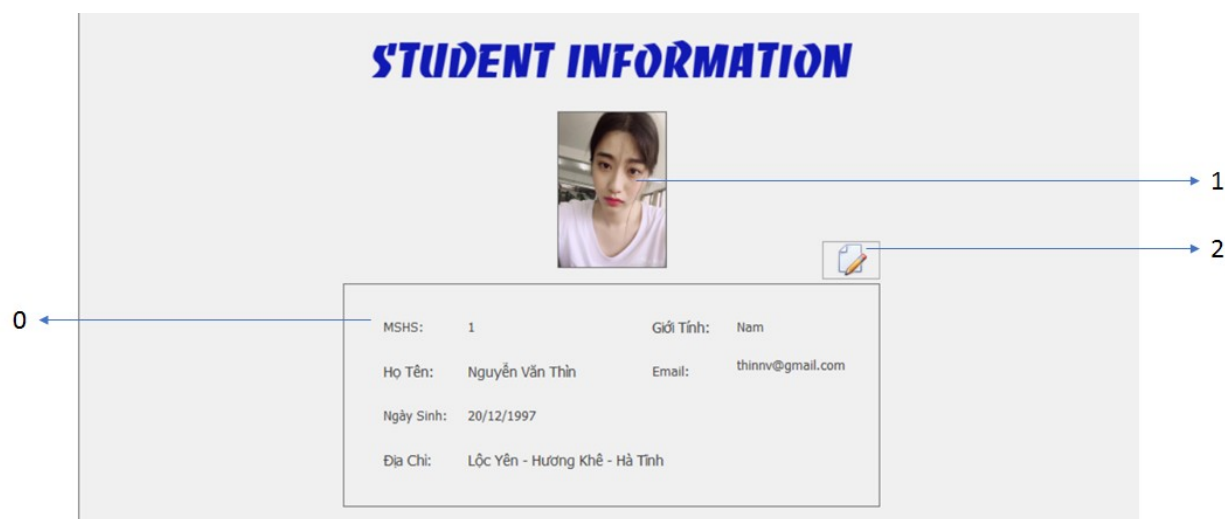 STUDENT INFORMATION
1
2
0
MSHS: 1 Giới Tính: Nam
Họ Tên: Nguyễn Văn Thìn Email: thinnv@gmail.com
Ngày Sinh: 20/12/1997
Địa Chỉ: Lộc Yên - Hương Khê - Hà Tĩnh